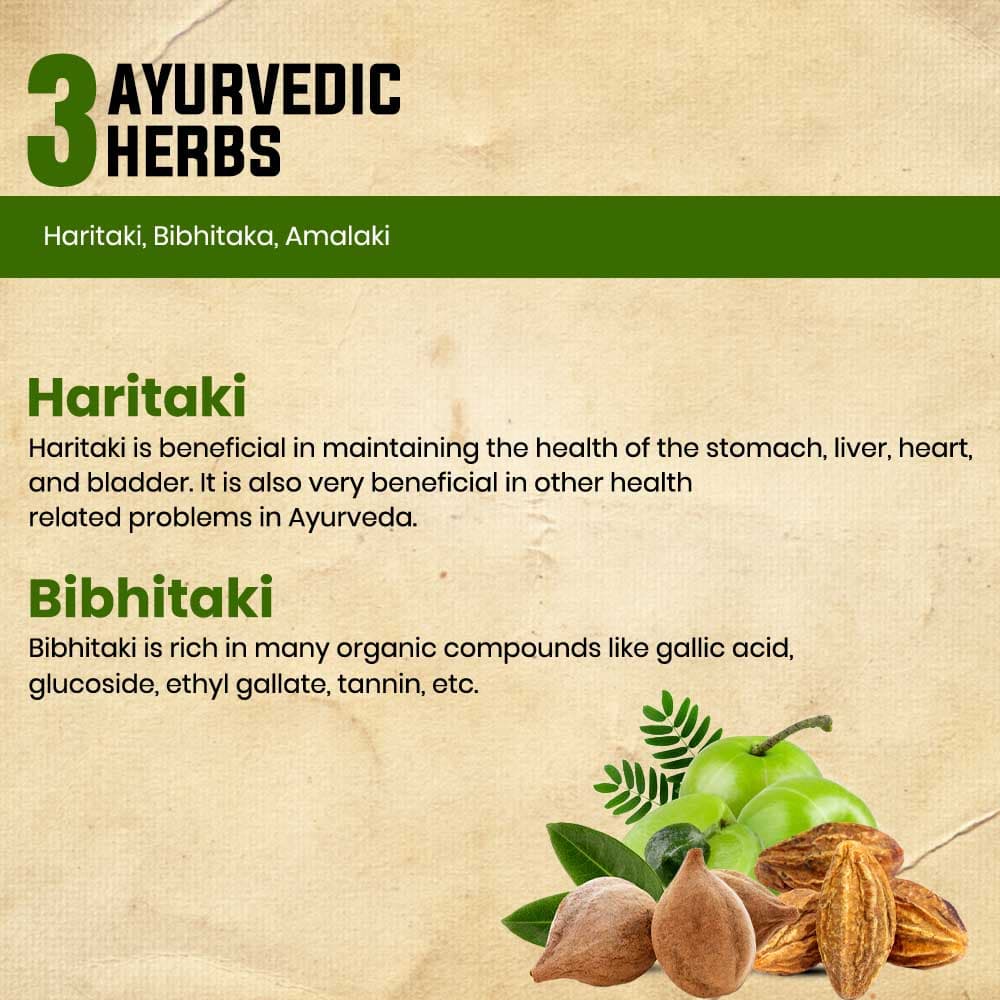 3 AYURVEDIC
HERBS
Haritaki, Bibhitaka, Amalaki
Haritaki
Haritaki is beneficial in maintaining the health of the stomach, liver, heart,
and bladder. It is also very beneficial in other health
related problems in Ayurveda.
Bibhitaki
Bibhitaki is rich in many organic compounds like gallic acid,
glucoside, ethyl gallate, tannin, etc.